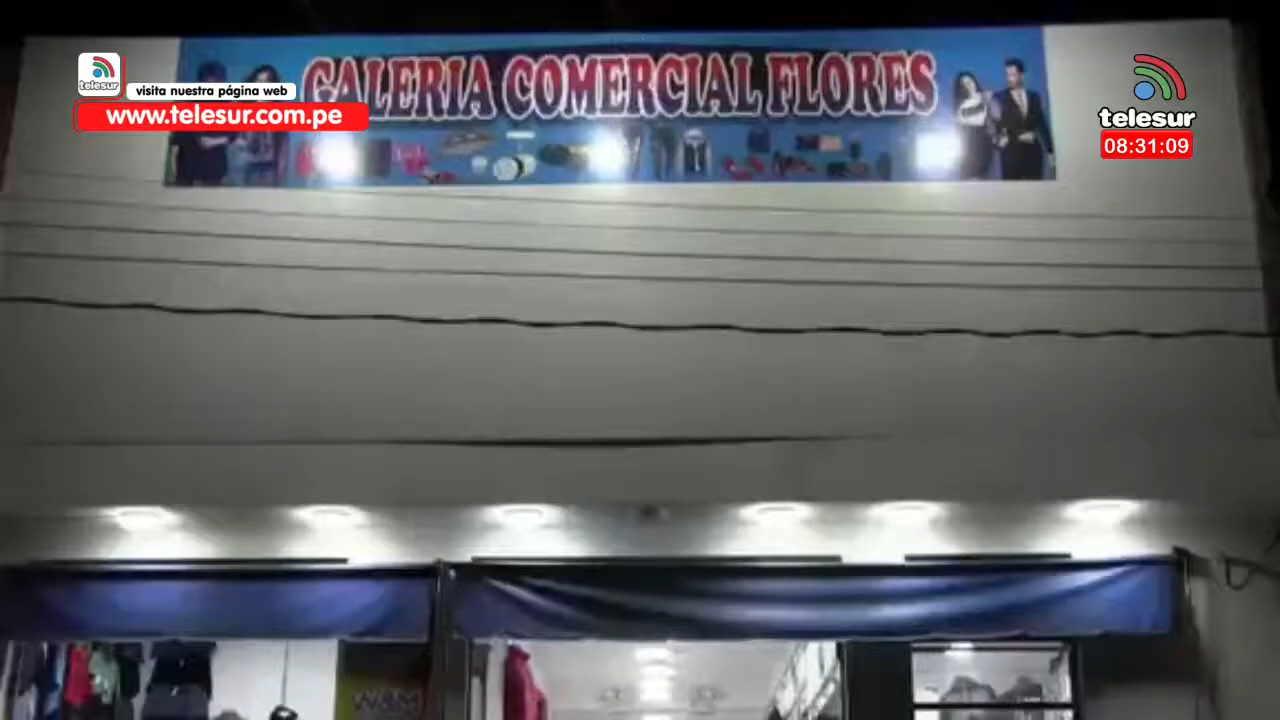 GALERIA COMERCIAL FLORES
telesur
visita nuestra página web
www.telesur.com.pe
telesur
08:31:09
W&M